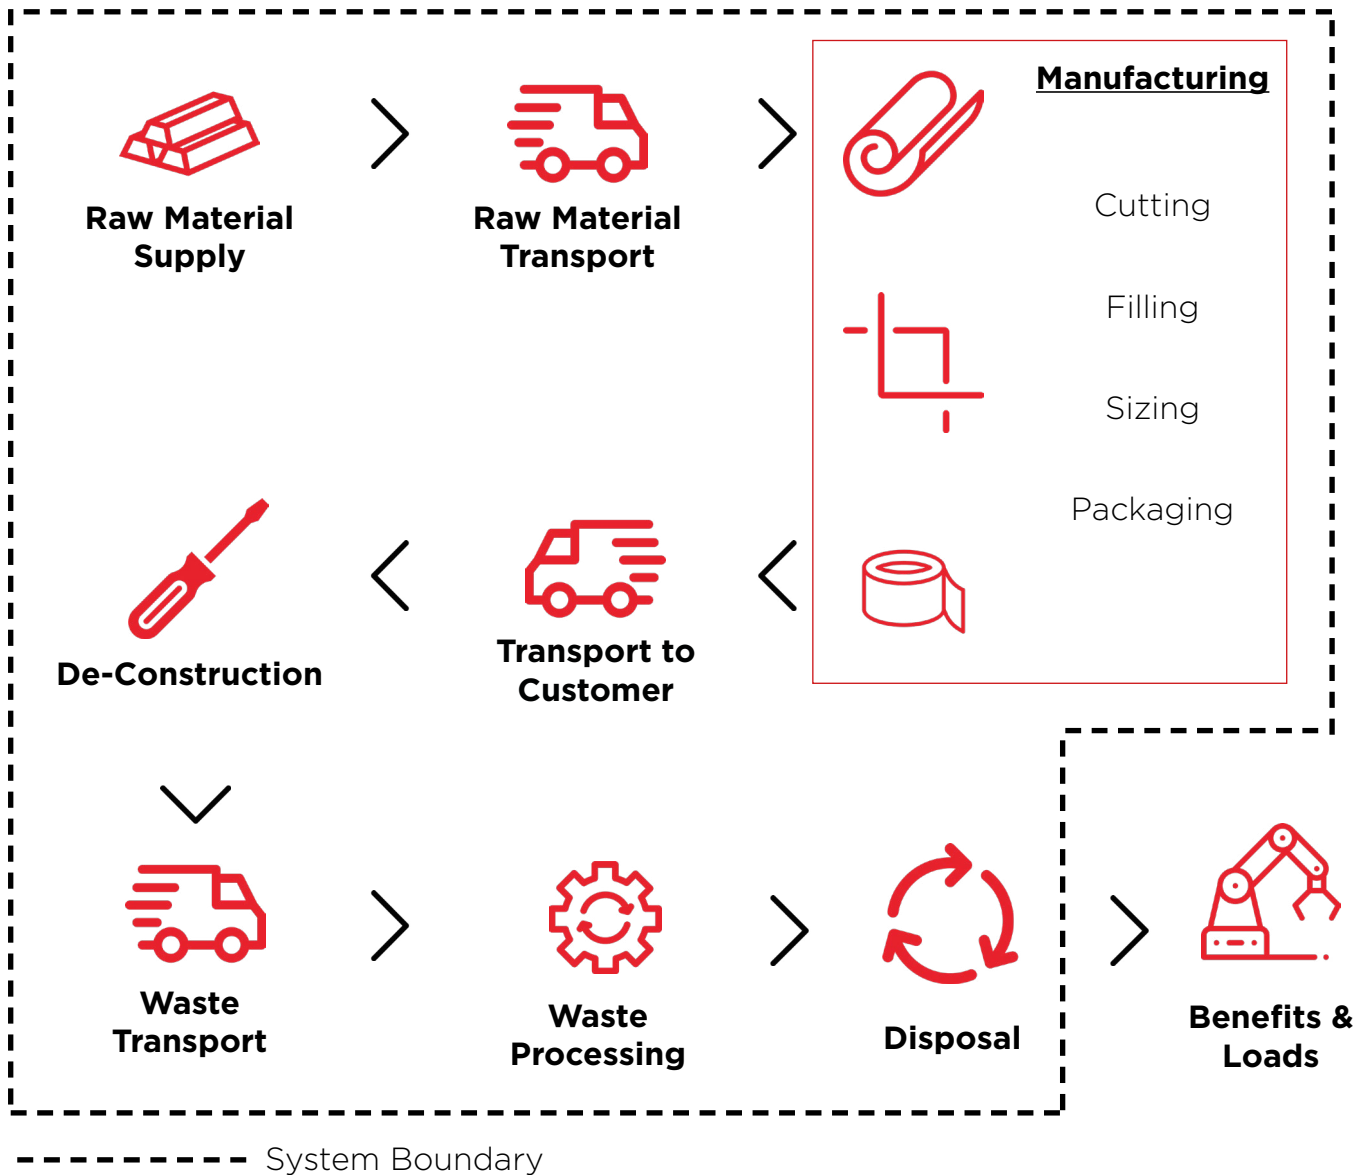 Manufacturing
Raw Material
Supply
Raw Material
Transport
Cutting
Filling
Sizing
Packaging
De-Construction
Transport to
Customer
Waste
Transport
Waste
Processing
Disposal
Benefits &
Loads
System Boundary